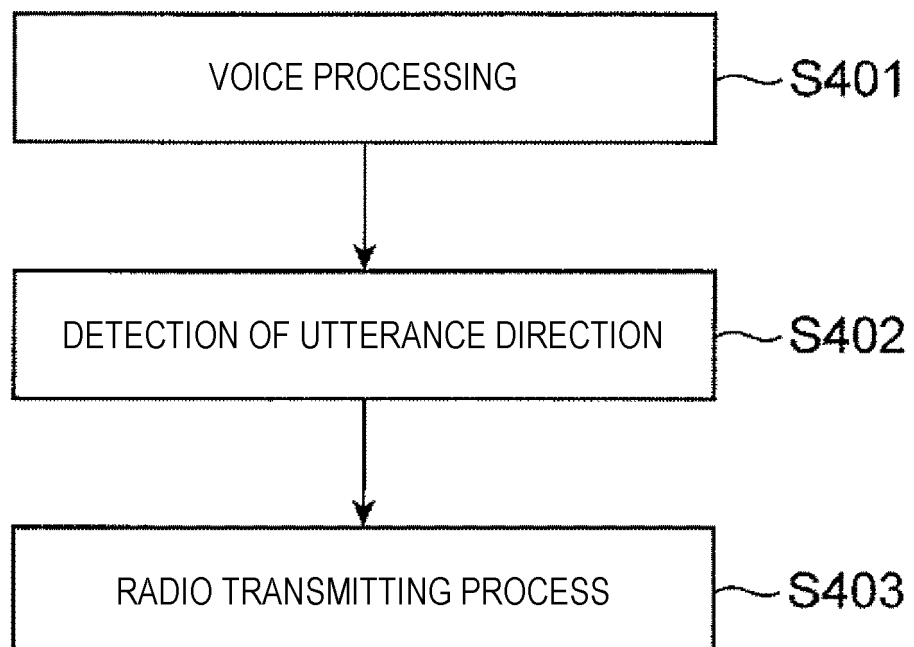 VOICE PROCESSING
S401
DETECTION OF UTTERANCE DIRECTION
S402
RADIO TRANSMITTING PROCESS
S403